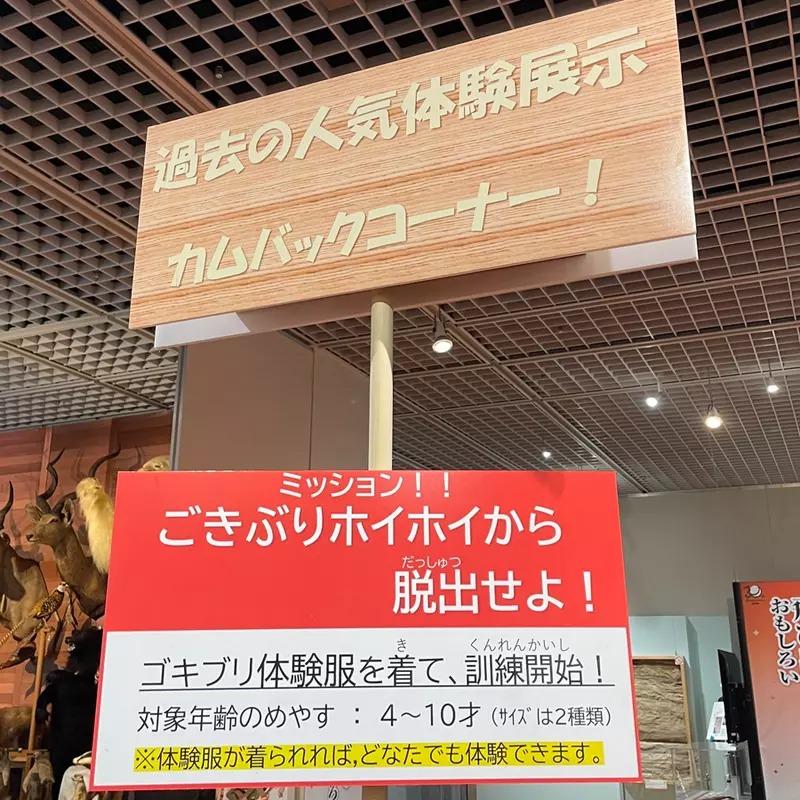 過去の人気体験展示
カムバックコーナー！
ミッション！！
ごきぶりホイホイから
だっしゅつ
脱出せよ！
き くんれんかいし
ゴキブリ体験服を着て、訓練開始！
対象年齢のめやす ： 4～10才（ｻｲｽﾞは2種類）
※体験服が着られれば,どなたでも体験できます。
おもしろい